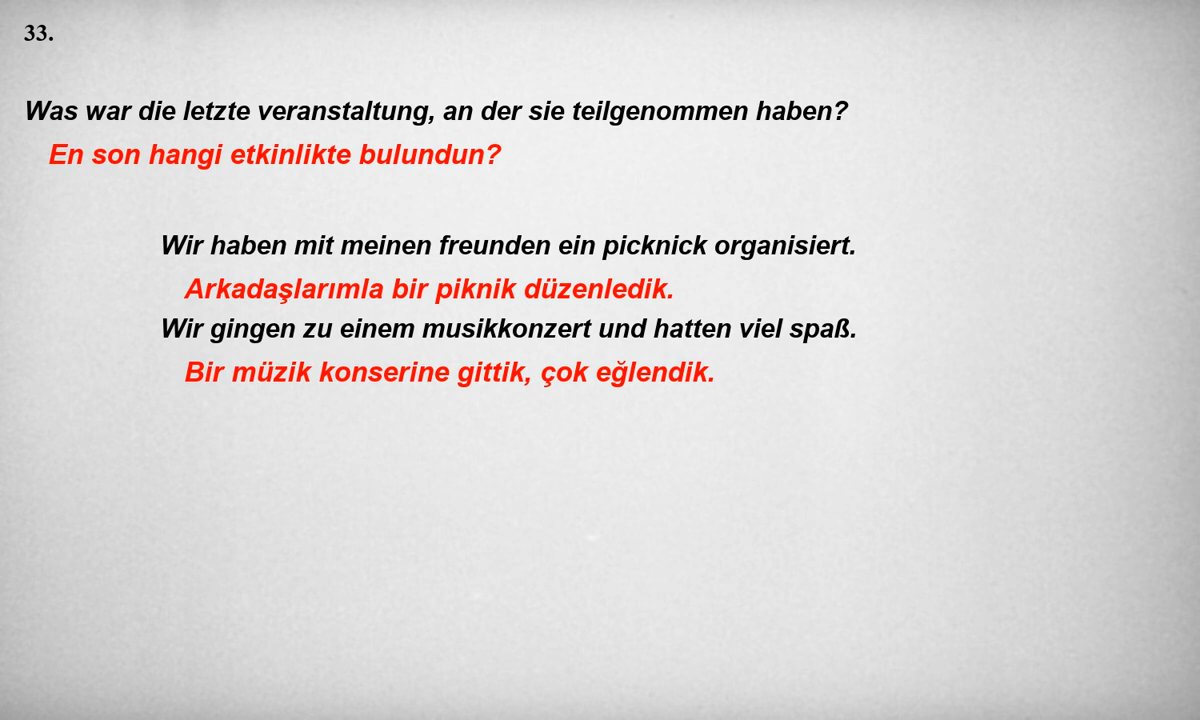 33.
Was war die letzte veranstaltung, an der sie teilgenommen haben?
En son hangi etkinlikte bulundun?
Wir haben mit meinen freunden ein picknick organisiert.
Arkadaşlarımla bir piknik düzenledik.
Wir gingen zu einem musikkonzert und hatten viel spaß.
Bir müzik konserine gittik, çok eğlendik.